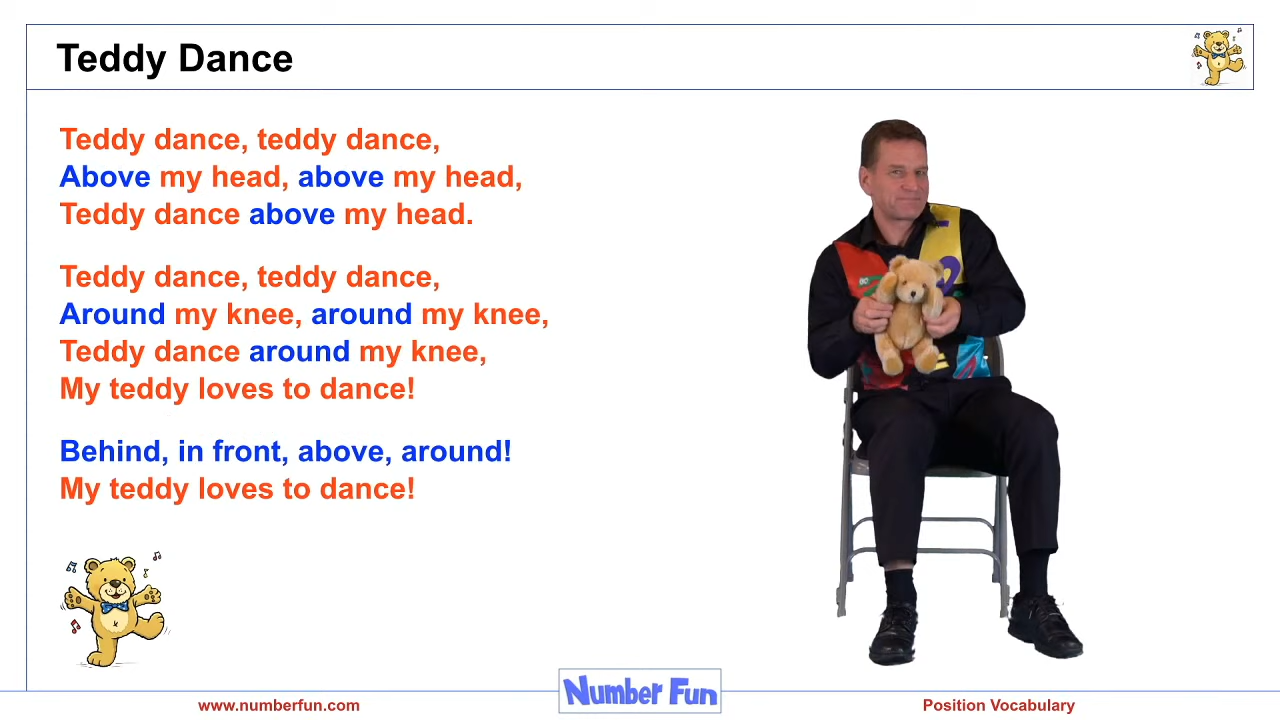 Teddy Dance
Teddy dance, teddy dance,
Above my head, above my head,
Teddy dance above my head.
Teddy dance, teddy dance,
Around my knee, around my knee,
Teddy dance around my knee,
My teddy loves to dance!
Behind, in front, above, around!
My teddy loves to dance!
www.numberfun.com
Number Fun
Position Vocabulary